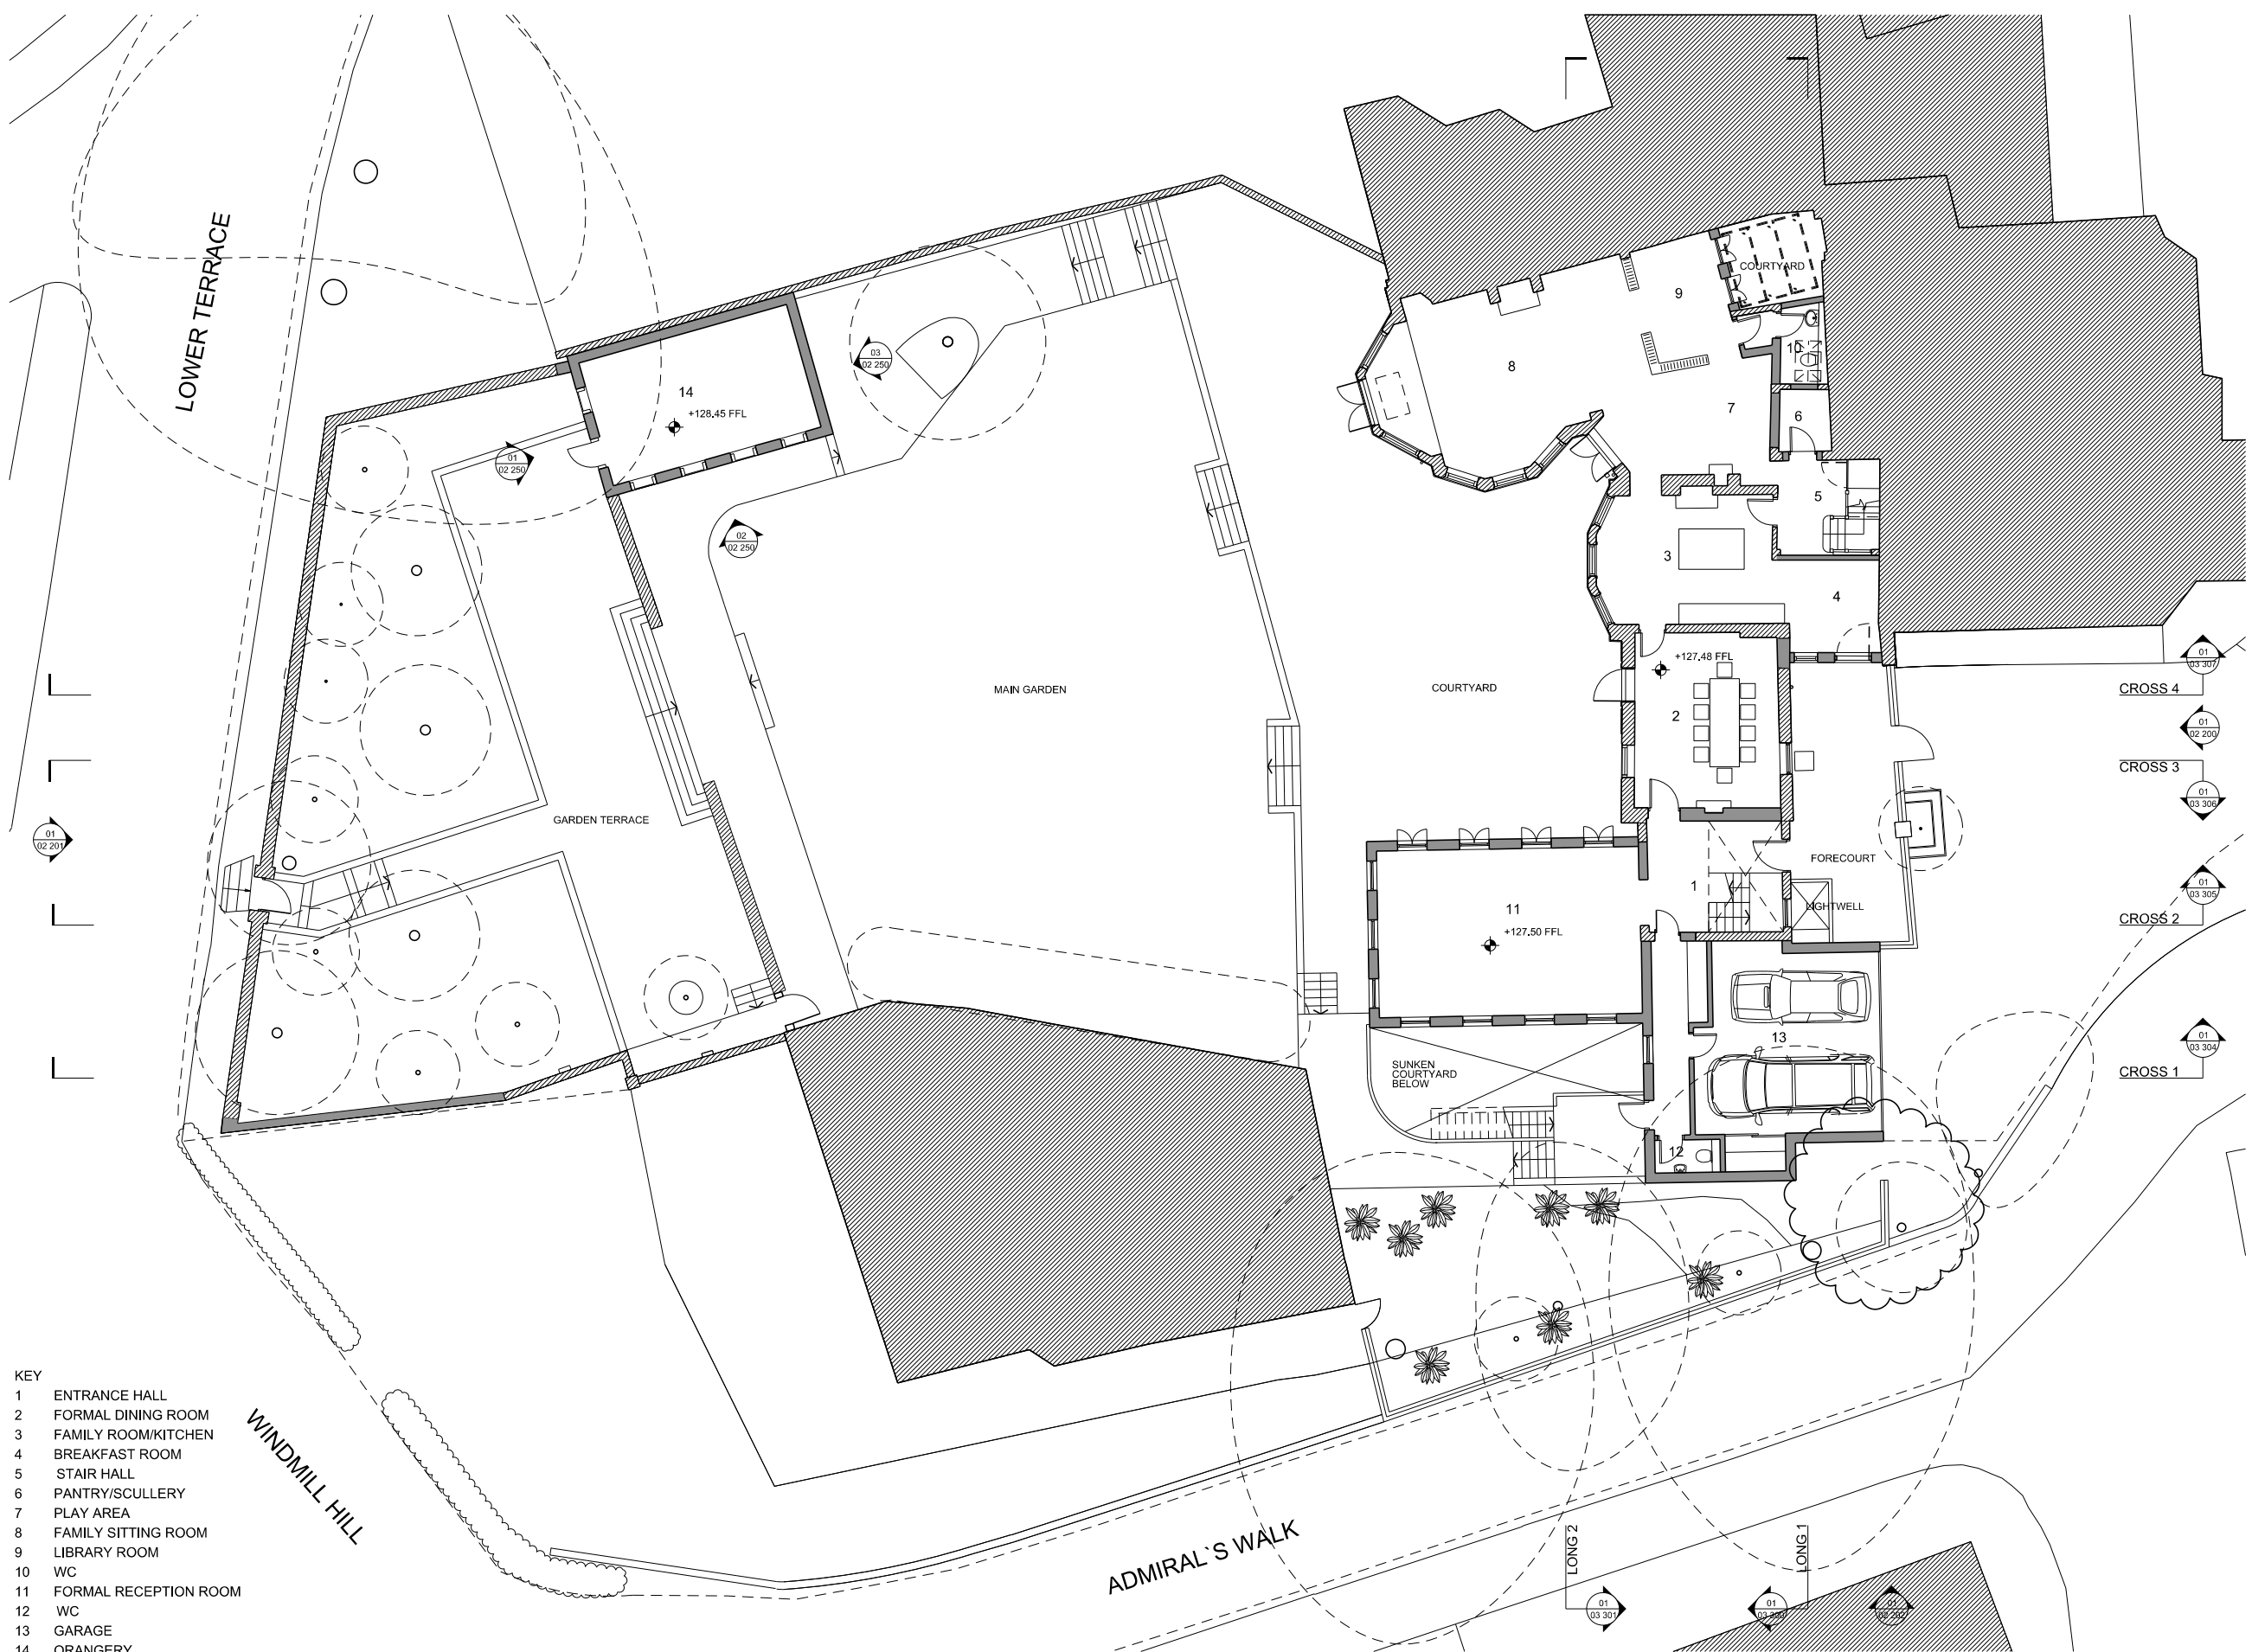 LOWER TERRACE
COURTYARD
9
10
8
7
6
5
3
4
14
+128.45 FFL
03
02 250
01
02 250
02
02 250
MAIN GARDEN
COURTYARD
+127.48 FFL
2
GARDEN TERRACE
01
02 201
FORECOURT
1
LIGHTWELL
11
+127.50 FFL
13
SUNKEN
COURTYARD
BELOW
12
01
03 307
CROSS 4
01
02 200
CROSS 3
01
03 306
01
03 305
CROSS 2
01
03 304
CROSS 1
KEY
1 ENTRANCE HALL
2 FORMAL DINING ROOM
3 FAMILY ROOM/KITCHEN
4 BREAKFAST ROOM
5 STAIR HALL
6 PANTRY/SCULLERY
7 PLAY AREA
8 FAMILY SITTING ROOM
9 LIBRARY ROOM
10 WC
11 FORMAL RECEPTION ROOM
12 WC
13 GARAGE
14 ORANGERY
WINDMILL HILL
ADMIRAL`S WALK
LONG 2
01
03 301
LONG 1
01
03 300
01
02 202